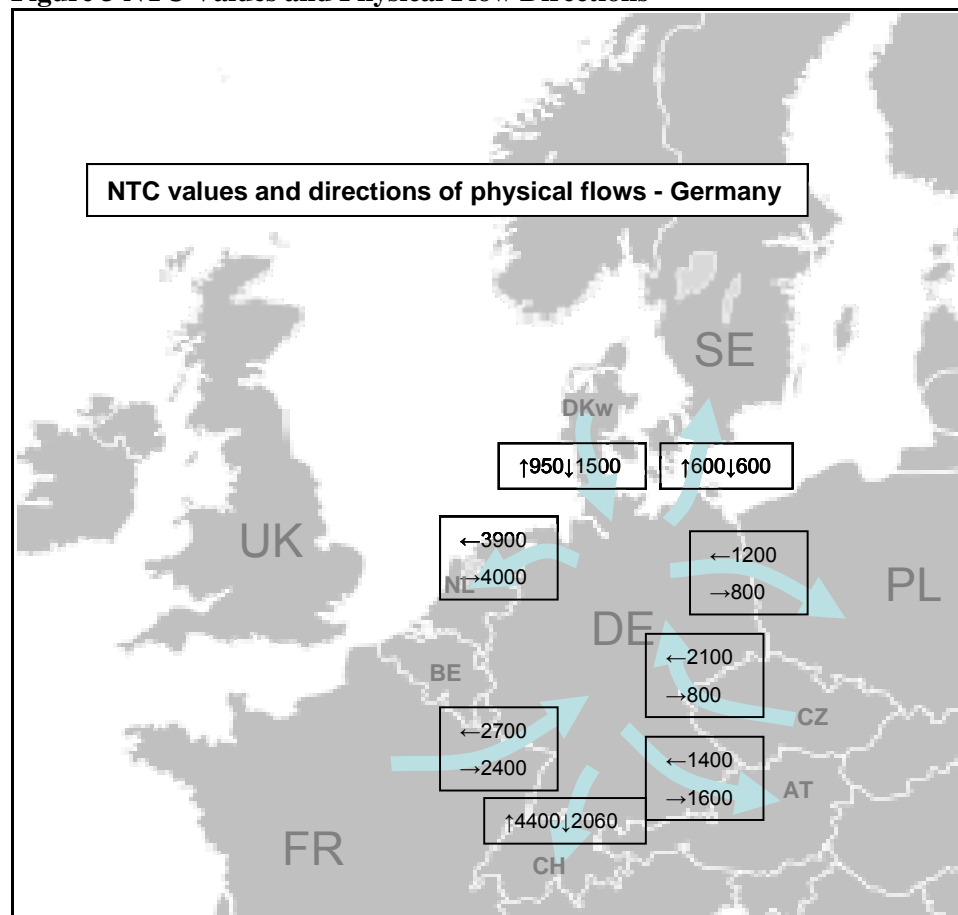 Figure 3 NTC Values and Physical Flow Directions
NTC values and directions of physical flows - Germany
SE
DKw
↑950↓1500
↑600↓600
UK
←3900
→4000
NL
←1200
→800
PL
DE
←2100
→800
BE
CZ
←2700
→2400
←1400
→1600
AT
↑4400↓2060
FR
CH